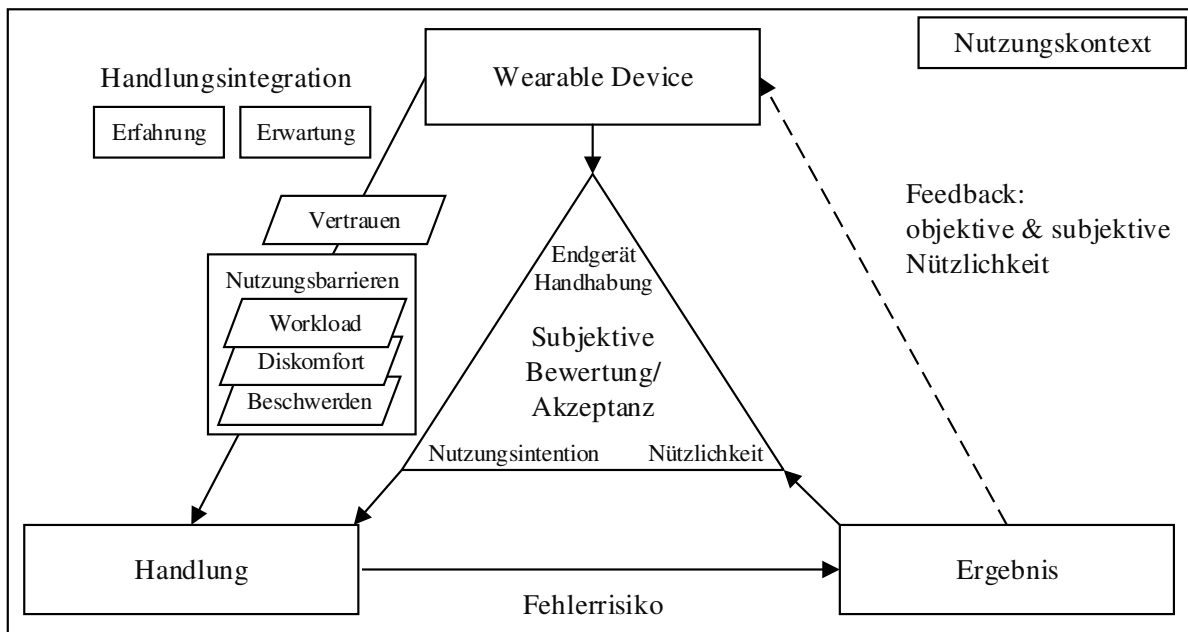 Nutzungskontext
Wearable Device
Handlungsintegration
Erfahrung
Erwartung
Vertrauen
Nutzungsbarrieren
Workload
Diskomfort
Beschwerden
Endgerät
Handhabung
Subjektive
Bewertung/
Akzeptanz
Nutzungsintention
Nützlichkeit
Feedback:
objektive & subjektive
Nützlichkeit
Handlung
Fehlerrisiko
Ergebnis